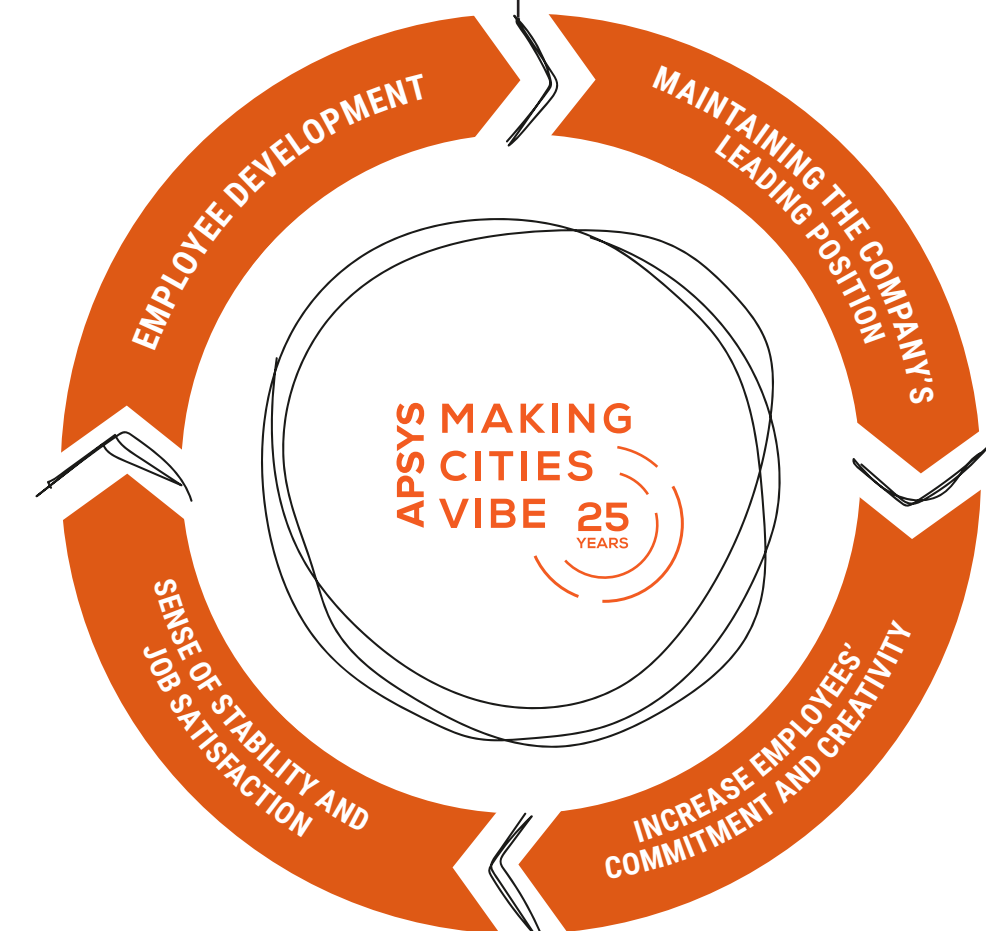 EMPLOYEE DEVELOPMENT
MAINTAINING THE COMPANY'S
LEADING POSITION
APSYS
MAKING
CITIES
VIBE
25
YEARS
SENSE OF STABILITY AND
JOB SATISFACTION
INCREASE EMPLOYEES'
COMMITMENT AND CREATIVITY